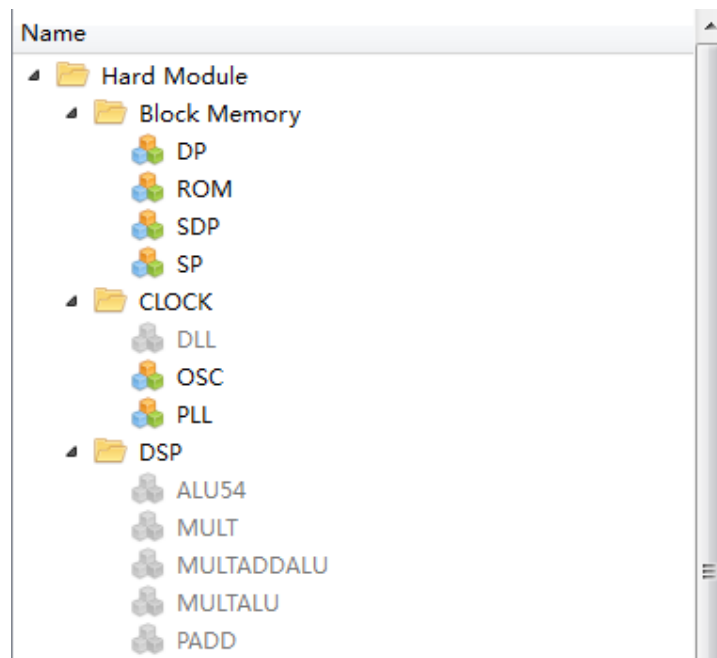 Name
Hard Module
Block Memory
DP
ROM
SDP
SP
CLOCK
DLL
OSC
PLL
DSP
ALU54
MULT
MULTADDALU
MULTALU
PADD